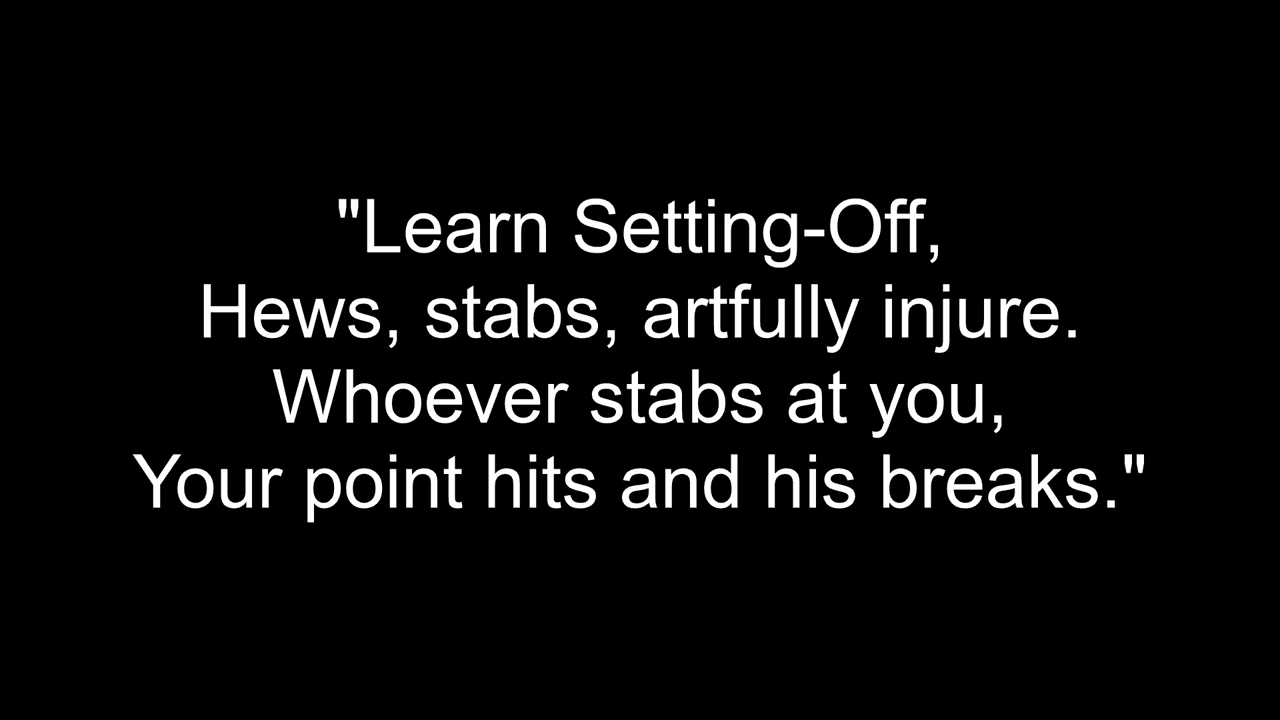 "Learn Setting-Off,
Hews, stabs, artfully injure.
Whoever stabs at you,
Your point hits and his breaks."